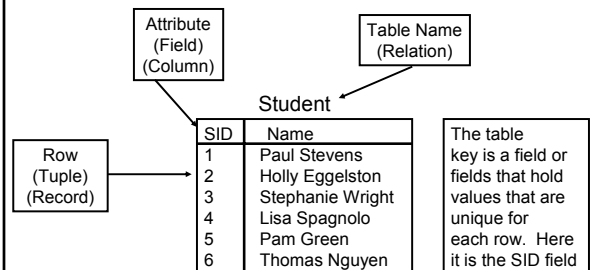 Attribute
(Field)
(Column)
Table Name
(Relation)
Student
SID Name
1 Paul Stevens
2 Holly Eggelston
3 Stephanie Wright
4 Lisa Spagnolo
5 Pam Green
6 Thomas Nguyen
Row
(Tuple)
(Record)
The table
key is a field or
fields that hold
values that are
unique for
each row. Here
it is the SID field